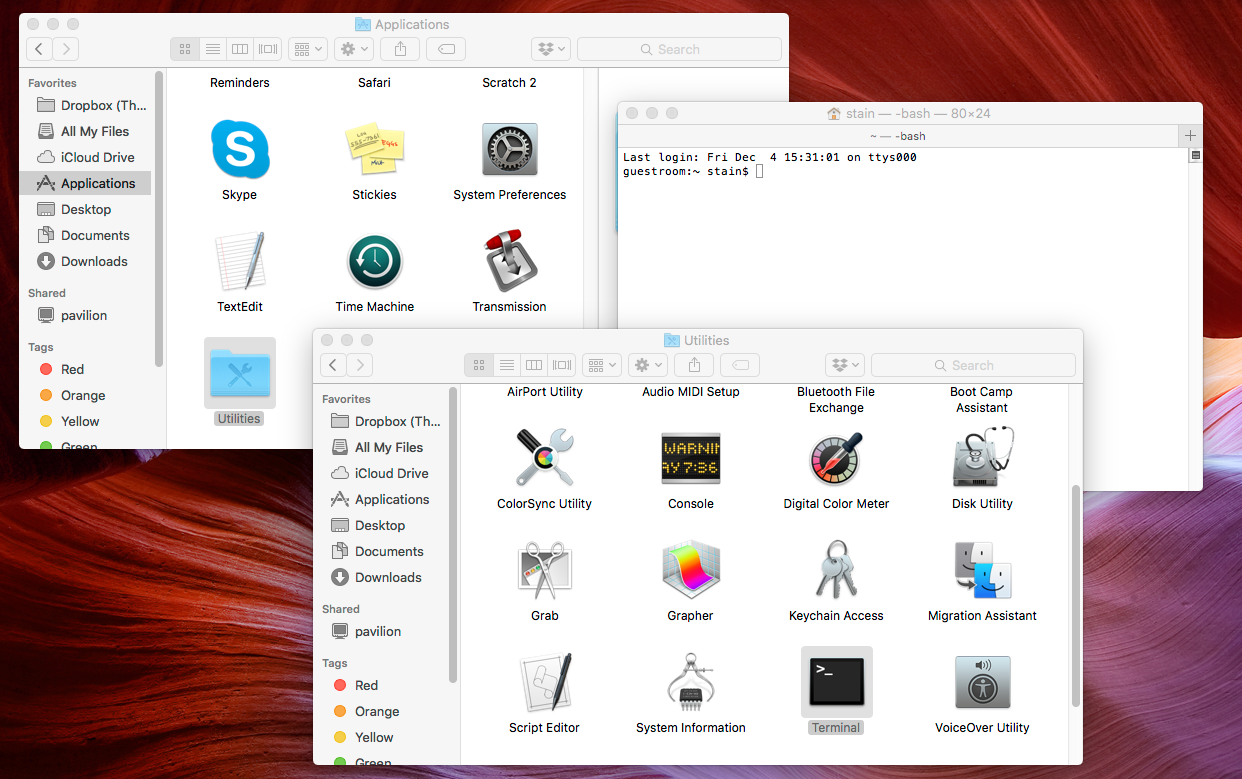 Applications
Search
Favorites
Dropbox (Th...
All My Files
iCloud Drive
Applications
Desktop
Documents
Downloads
Shared
pavilion
Tags
Red
Orange
Yellow
Green
Reminders Safari Scratch 2
Skype Stickies System Preferences
TextEdit Time Machine Transmission
Utilities
stain — -bash — 80×24
~ — -bash
Last login: Fri Dec  4 15:31:01 on ttys000
guestroom:~ stain$
Utilities
Search
Favorites
Dropbox (Th...
All My Files
iCloud Drive
Applications
Desktop
Documents
Downloads
Shared
pavilion
Tags
Red
Orange
Yellow
Green
AirPort Utility Audio MIDI Setup Bluetooth File Exchange Boot Camp Assistant
WARNIN
AY 7:36
ColorSync Utility Console Digital Color Meter Disk Utility
Grab Grapher Keychain Access Migration Assistant
>_
Script Editor System Information Terminal VoiceOver Utility